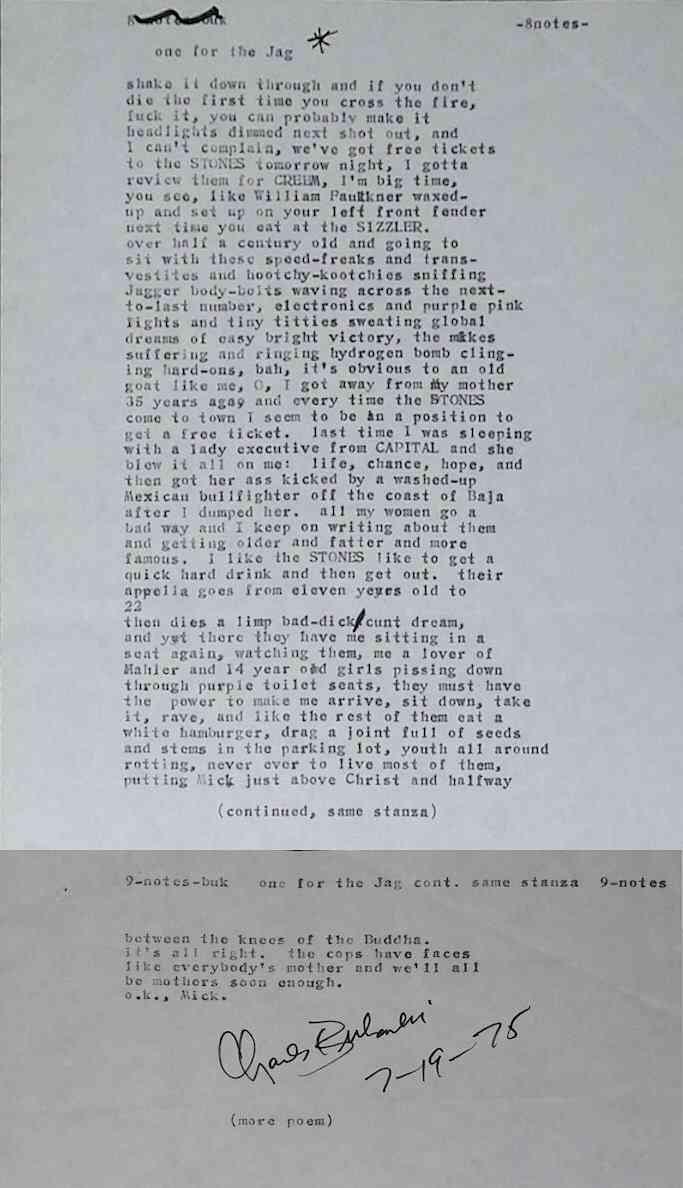 8-notes-buk -8notes-
one for the Jag *
shake it down through and if you don't
die the first time you cross the fire,
fuck it, you can probably make it
headlights dimmed next shot out, and
I can't complain, we've got free tickets
to the STONES tomorrow night, I gotta
review them for CREEM, I'm big time,
you see, like William Faulkner waxed-
up and set up on your left front fender
next time you eat at the SIZZLER.
over half a century old and going to
sit with these speed-freaks and trans-
vestites and hootchy-kootchies sniffing
Jagger body-belts waving across the next-
to-last number, electronics and purple pink
lights and tiny titties sweating global
dreams of easy bright victory, the makes
suffering and ringing hydrogen bomb cling-
ing hard-ons, bah, it's obvious to an old
goat like me, O, I got away from my mother
35 years ago, and every time the STONES
come to town I seem to be in a position to
get a free ticket. last time I was sleeping
with a lady executive from CAPITAL and she
blew it all on me: life, chance, hope, and
then got her ass kicked by a washed-up
Mexican bullfighter off the coast of Baja
after I dumped her. all my women go a
bad way and I keep on writing about them
and getting older and fatter and more
famous. I like the STONES like to get a
quick hard drink and then get out. their
appella goes from eleven years old to
22
then dies a limp bad-dick/cunt dream,
and yet there they have me sitting in a
seat again, watching them, me a lover of
Mahler and 14 year old girls pissing down
through purple toilet seats, they must have
the power to make me arrive, sit down, take
it, rave, and like the rest of them eat a
white hamburger, drag a joint full of seeds
and stems in the parking lot, youth all around
rotting, never ever to live most of them,
putting Mick just above Christ and halfway
(continued, same stanza)
9-notes-buk one for the Jag cont. same stanza 9-notes
between the knees of the Buddha.
it's all right. the cops have faces
like everybody's mother and we'll all
be mothers soon enough.
o.k., Mick.
Charles Bukowski
7-19-75
(more poem)